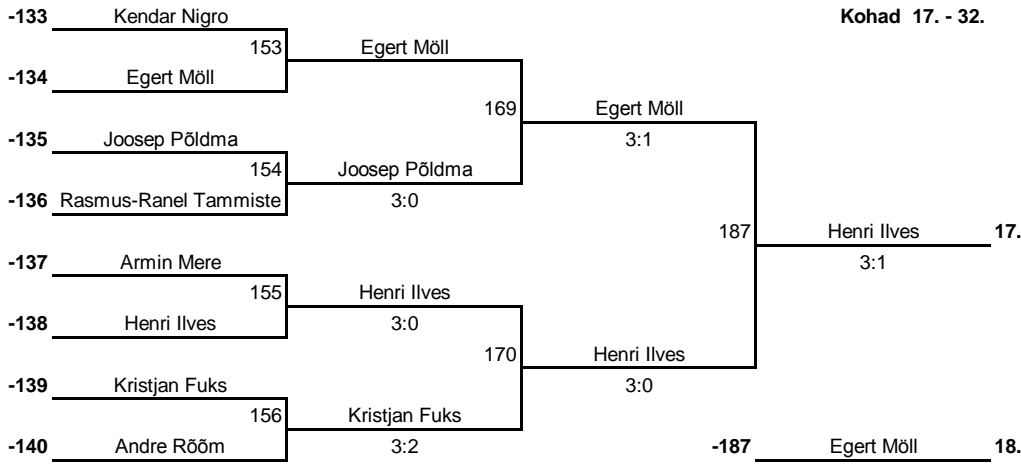 -133 Kendar Nigro Kohad 17. - 32.
153 Egert Möll
-134 Egert Möll
169 Egert Möll
-135 Joosep Põldma 3:1
154 Joosep Põldma
-136 Rasmus-Ranel Tammiste 3:0
187 Henri Ilves 17.
-137 Armin Mere 3:1
155 Henri Ilves
-138 Henri Ilves 3:0
170 Henri Ilves
-139 Kristjan Fuks 3:0
156 Kristjan Fuks
-140 Andre Rõõm 3:2 -187 Egert Möll 18.